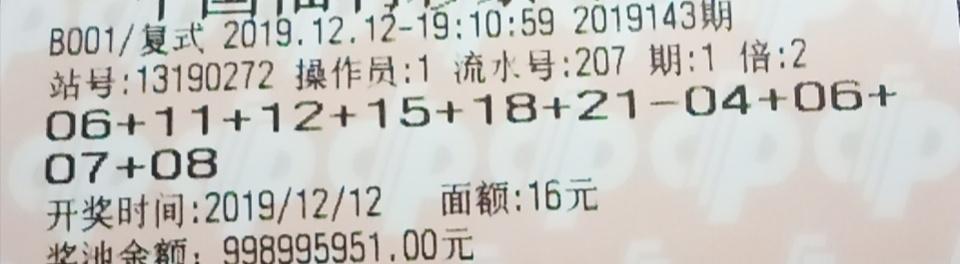 B001/复式 2019.12.12-19:10:59 2019143期
站号:13190272 操作员:1 流水号:207 期:1 倍:2
06+11+12+15+18+21-04+06+
07+08
开奖时间:2019/12/12 面额:16元
奖池金额: 998995951.00元